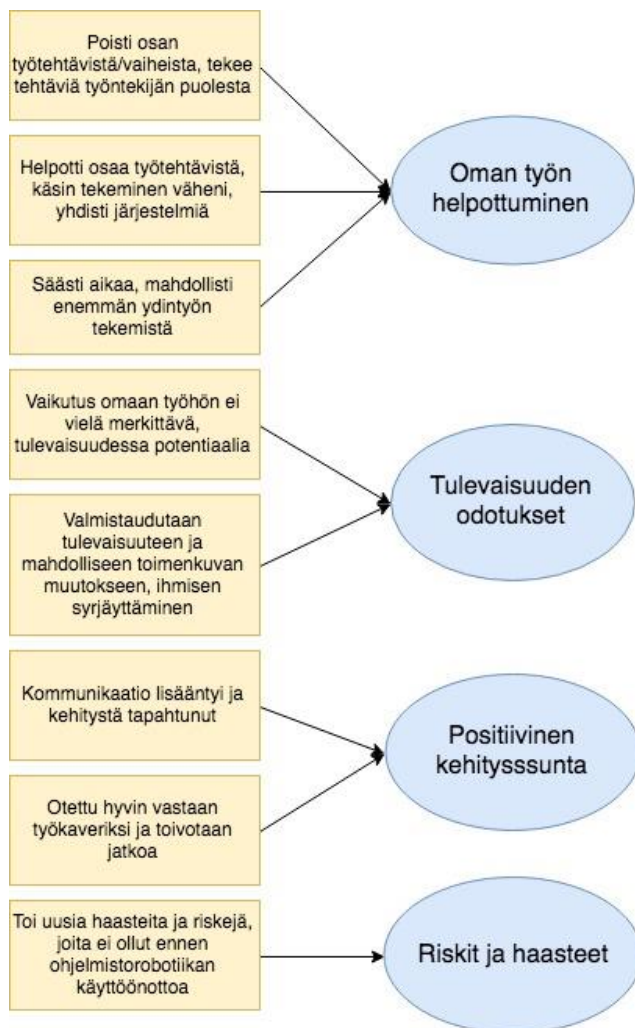 Poisti osan
työtehtävistä/vaiheista, tekee
tehtäviä työntekijän puolesta
Helpotti osaa työtehtävistä,
käsin tekeminen väheni,
yhdisti järjestelmiä
Säästi aikaa, mahdollisti
enemmän ydintyön
tekemistä
Oman työn
helpottuminen
Vaikutus omaan työhön ei
vielä merkittävä,
tulevaisuudessa potentiaalia
Valmistaudutaan
tulevaisuuteen ja
mahdolliseen toimenkuvan
muutokseen, ihmisen
syrjäyttäminen
Tulevaisuuden
odotukset
Kommunikaatio lisääntyi ja
kehitystä tapahtunut
Otettu hyvin vastaan
työkaveriksi ja toivotaan
jatkoa
Positiivinen
kehitysssunta
Toi uusia haasteita ja riskejä,
joita ei ollut ennen
ohjelmistorobotiikan
käyttöönottoa
Riskit ja haasteet